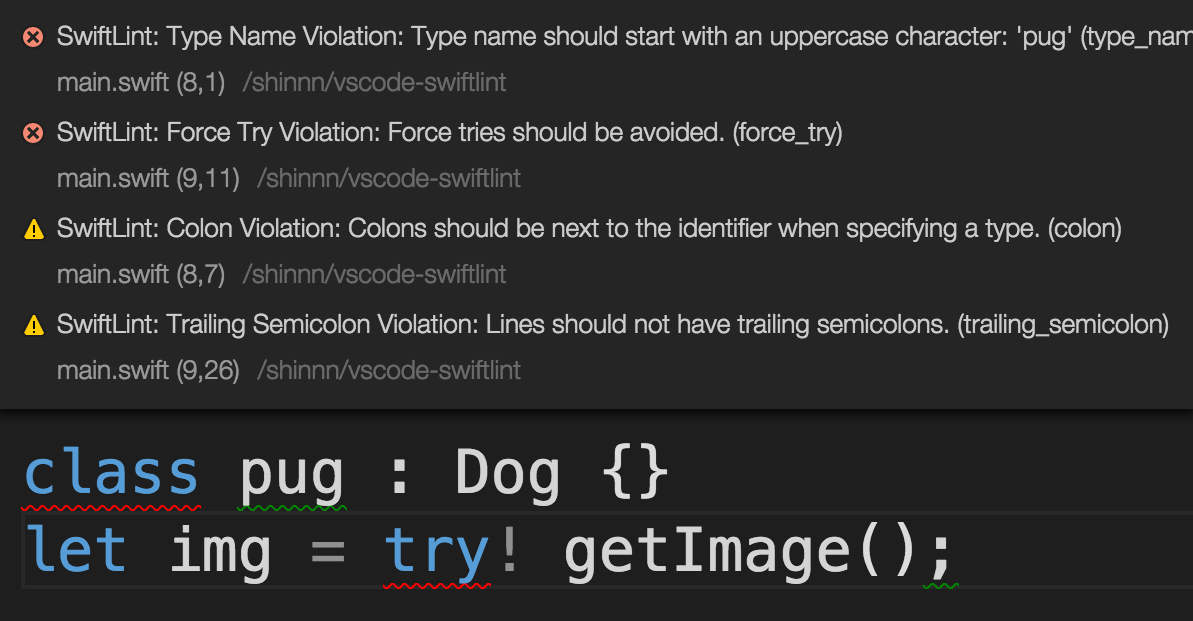 SwiftLint: Type Name Violation: Type name should start with an uppercase character: 'pug' (type_nam
main.swift (8,1) /shinnn/vscode-swiftlint
SwiftLint: Force Try Violation: Force tries should be avoided. (force_try)
main.swift (9,11) /shinnn/vscode-swiftlint
SwiftLint: Colon Violation: Colons should be next to the identifier when specifying a type. (colon)
main.swift (8,7) /shinnn/vscode-swiftlint
SwiftLint: Trailing Semicolon Violation: Lines should not have trailing semicolons. (trailing_semicolon)
main.swift (9,26) /shinnn/vscode-swiftlint
class pug : Dog {}
let img = try! getImage();